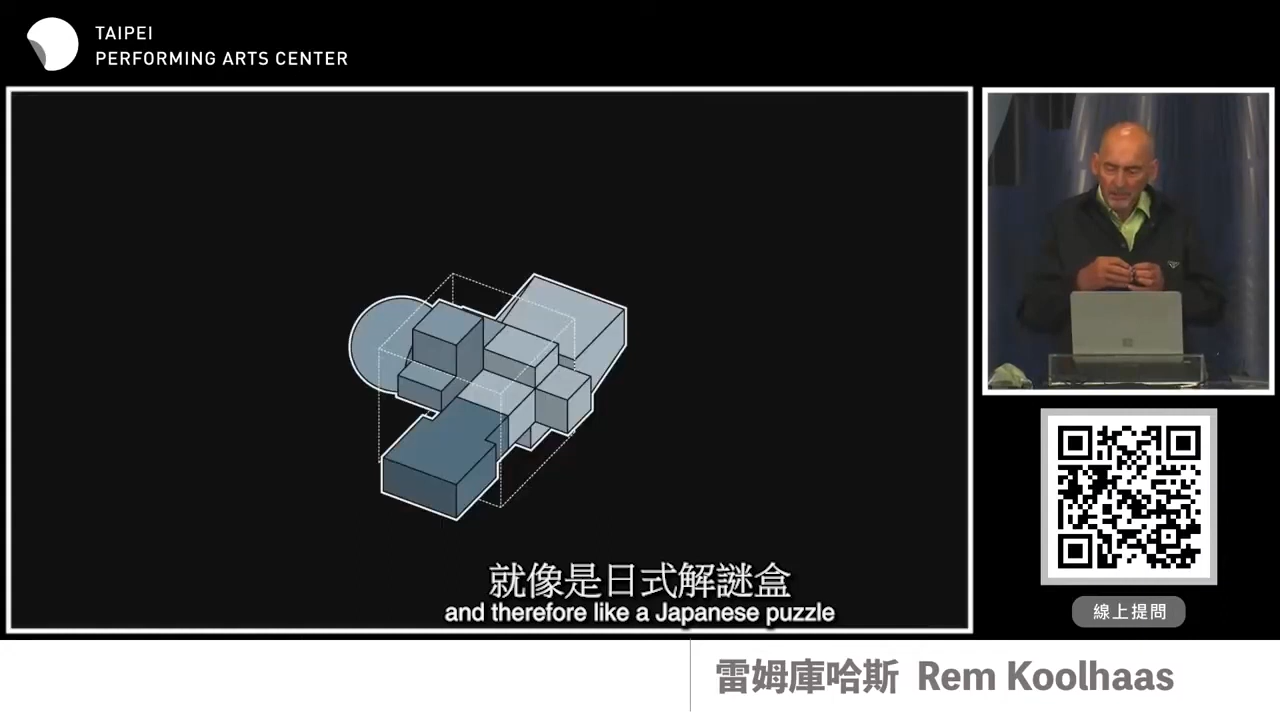 TAIPEI
PERFORMING ARTS CENTER
就像是日式解謎盒
and therefore like a Japanese puzzle
線上提問
雷姆庫哈斯 Rem Koolhaas